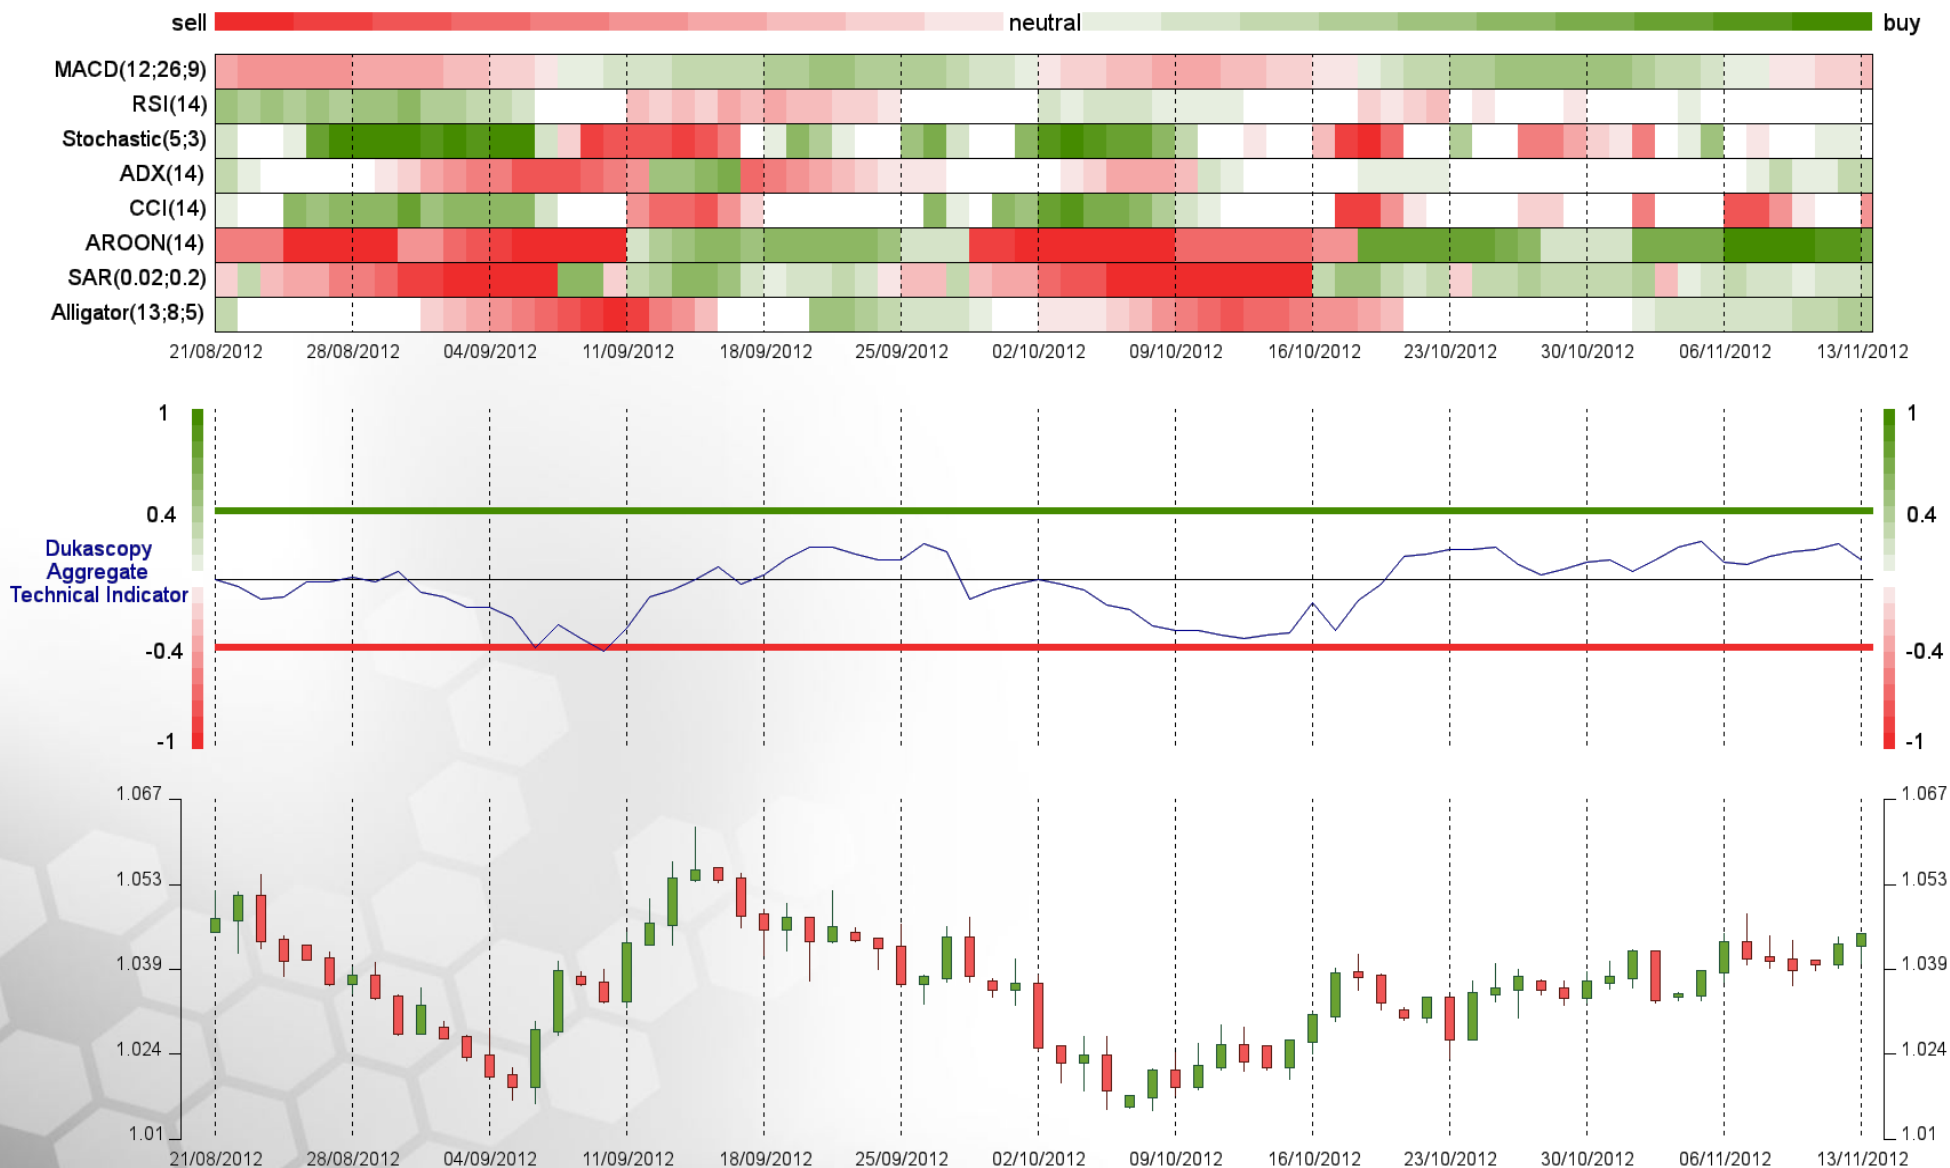 sell neutral buy
MACD(12;26;9)
RSI(14)
Stochastic(5;3)
ADX(14)
CCI(14)
AROON(14)
SAR(0.02;0.2)
Alligator(13;8;5)
21/08/2012 28/08/2012 04/09/2012 11/09/2012 18/09/2012 25/09/2012 02/10/2012 09/10/2012 16/10/2012 23/10/2012 30/10/2012 06/11/2012 13/11/2012
1 1
0.4 0.4
Dukascopy
Aggregate
Technical Indicator
-0.4 -0.4
-1 -1
1.067 1.067
1.053 1.053
1.039 1.039
1.024 1.024
1.01 1.01
21/08/2012 28/08/2012 04/09/2012 11/09/2012 18/09/2012 25/09/2012 02/10/2012 09/10/2012 16/10/2012 23/10/2012 30/10/2012 06/11/2012 13/11/2012